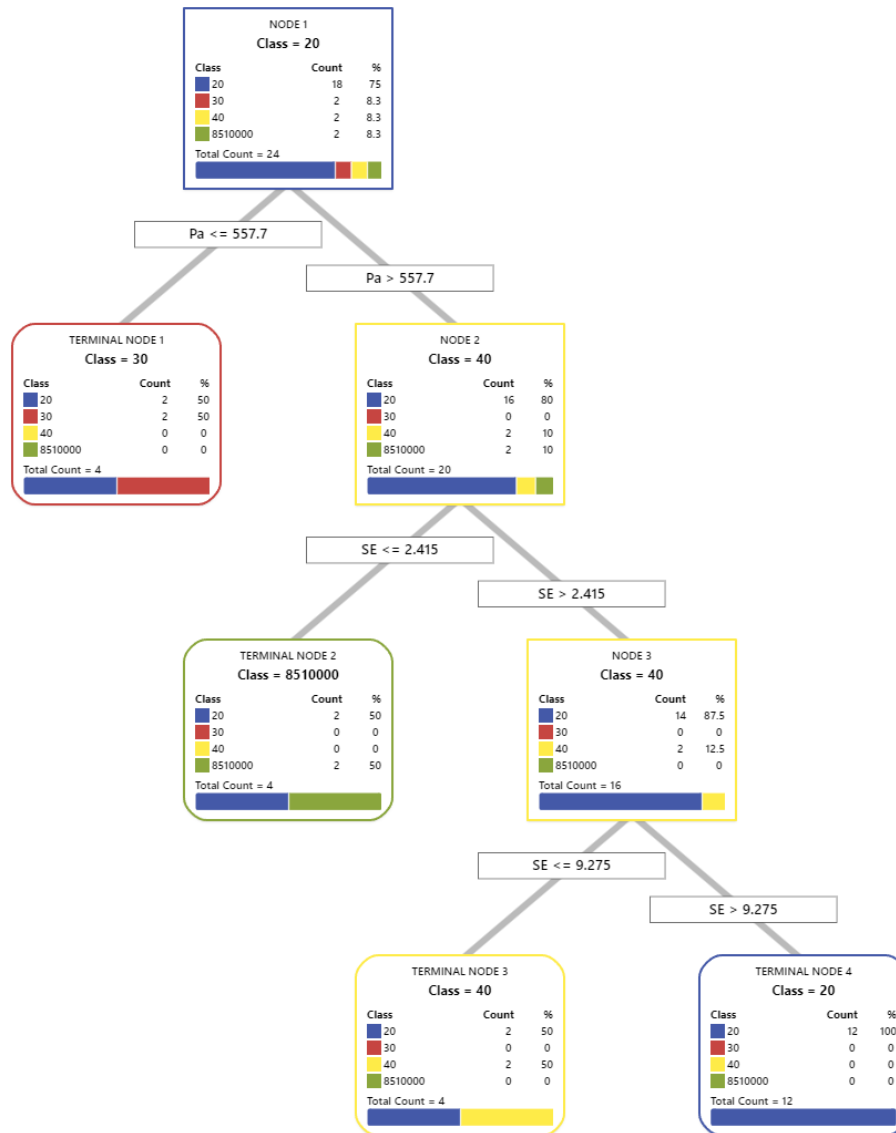 NODE 1
Class = 20
Class Count %
20 18 75
30 2 8.3
40 2 8.3
8510000 2 8.3
Total Count = 24
Pa <= 557.7
Pa > 557.7
TERMINAL NODE 1
Class = 30
Class Count %
20 2 50
30 2 50
40 0 0
8510000 0 0
Total Count = 4
NODE 2
Class = 40
Class Count %
20 16 80
30 0 0
40 2 10
8510000 2 10
Total Count = 20
SE <= 2.415
SE > 2.415
TERMINAL NODE 2
Class = 8510000
Class Count %
20 2 50
30 0 0
40 0 0
8510000 2 50
Total Count = 4
NODE 3
Class = 40
Class Count %
20 14 87.5
30 0 0
40 2 12.5
8510000 0 0
Total Count = 16
SE <= 9.275
SE > 9.275
TERMINAL NODE 3
Class = 40
Class Count %
20 2 50
30 0 0
40 2 50
8510000 0 0
Total Count = 4
TERMINAL NODE 4
Class = 20
Class Count %
20 12 100
30 0 0
40 0 0
8510000 0 0
Total Count = 12